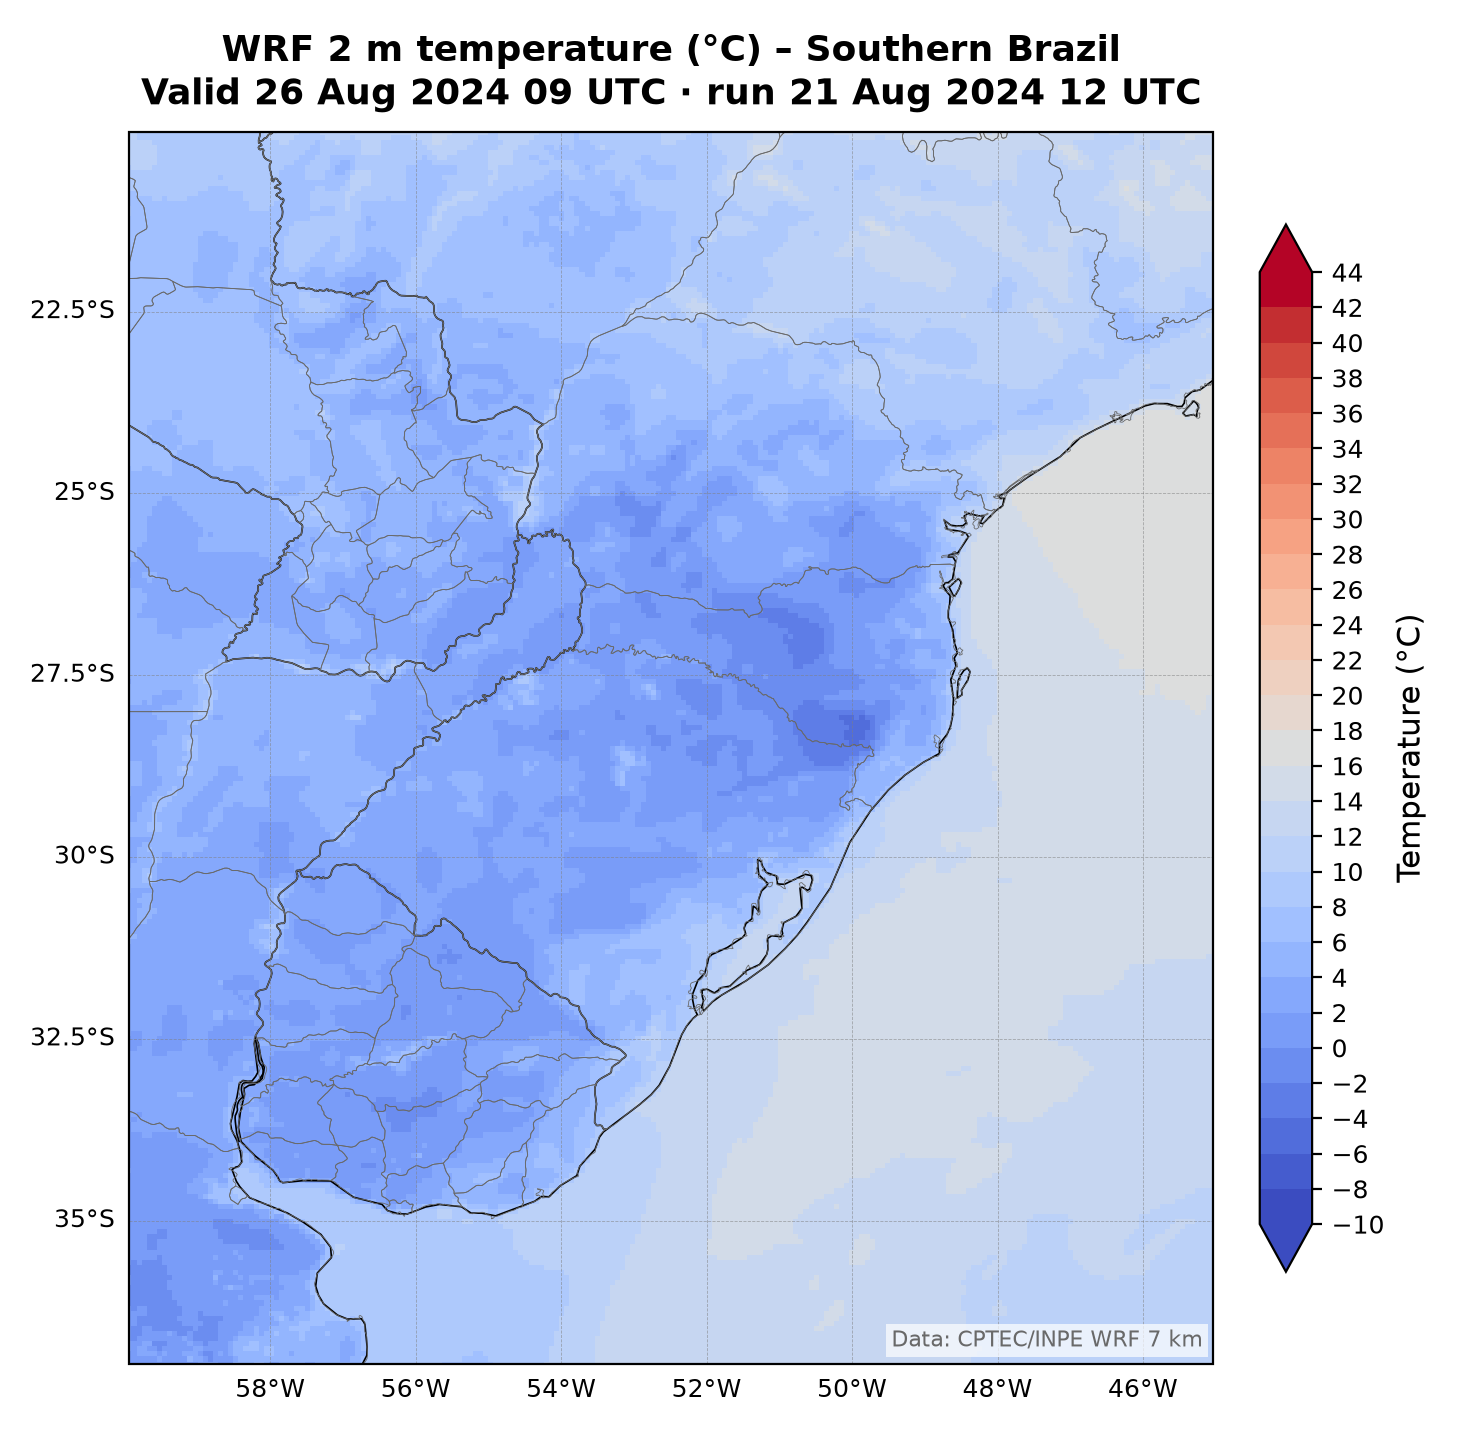 WRF 2 m temperature (°C) – Southern Brazil
Valid 26 Aug 2024 09 UTC · run 21 Aug 2024 12 UTC
22.5°S
25°S
27.5°S
30°S
32.5°S
35°S
58°W
56°W
54°W
52°W
50°W
48°W
46°W
Data: CPTEC/INPE WRF 7 km
44
42
40
38
36
34
32
30
28
26
24
22
20
18
16
14
12
10
8
6
4
2
0
−2
−4
−6
−8
−10
Temperature (°C)